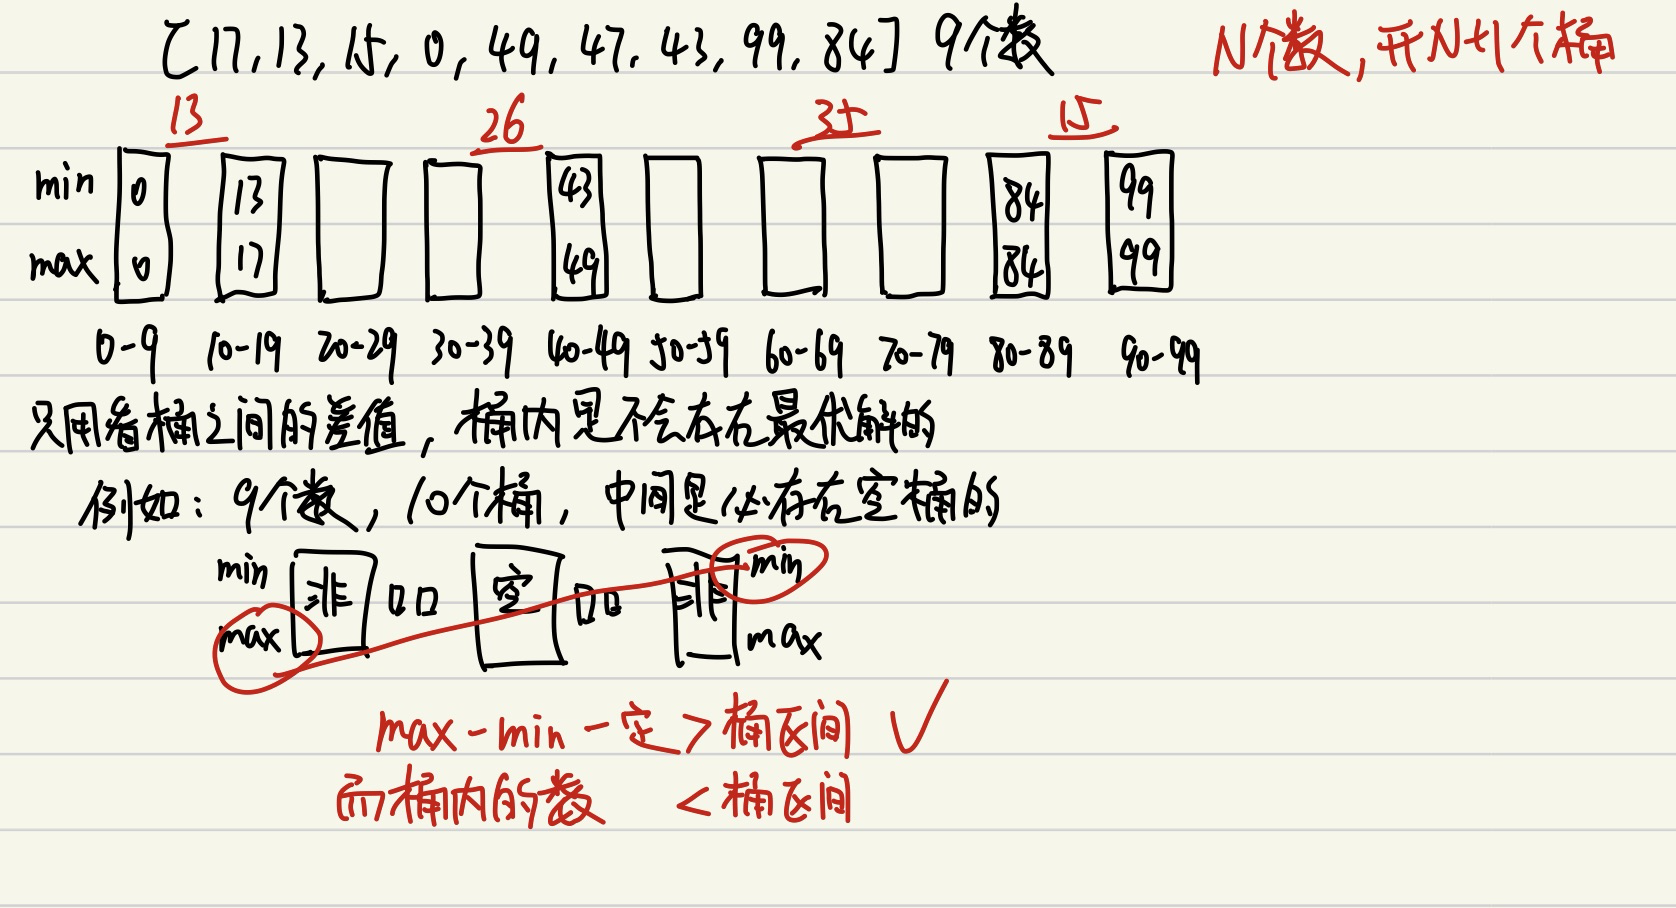 [17, 13, 15, 0, 49, 47, 43, 99, 84] 9个数 N个数, 开N+1个桶
13 26 35 15
min 0 13 43 84 99
max 0 17 49 84 99
0-9 10-19 20-29 30-39 40-49 50-59 60-69 70-79 80-89 90-99
只用看桶之间的差值, 桶内是不会存在最优解的
例如: 9个数, 10个桶, 中间是必存在空桶的
min 非 口口 空 口口 非 min
max max
max-min 一定 > 桶区间 ✓
而桶内的数 < 桶区间